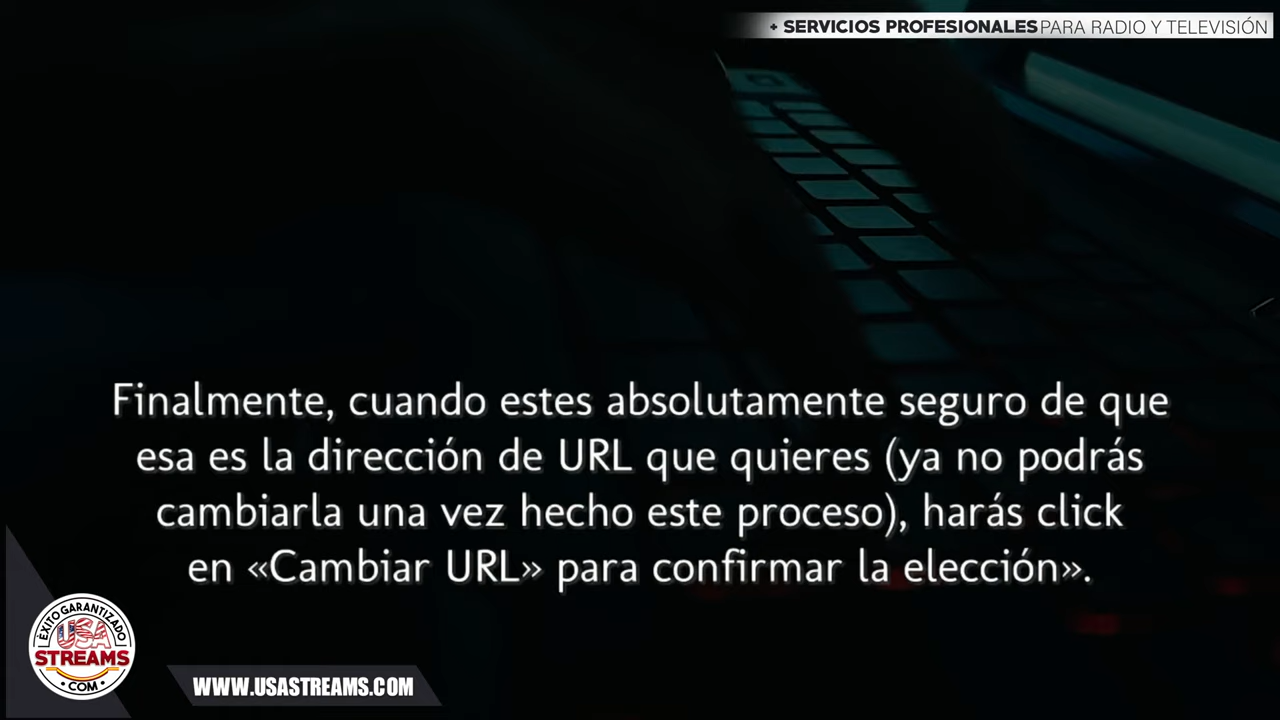 + SERVICIOS PROFESIONALES PARA RADIO Y TELEVISIÓN
Finalmente, cuando estes absolutamente seguro de que
esa es la dirección de URL que quieres (ya no podrás
cambiarla una vez hecho este proceso), harás click
en «Cambiar URL» para confirmar la elección».
ÉXITO GARANTIZADO
USA
STREAMS
• COM •
WWW.USASTREAMS.COM